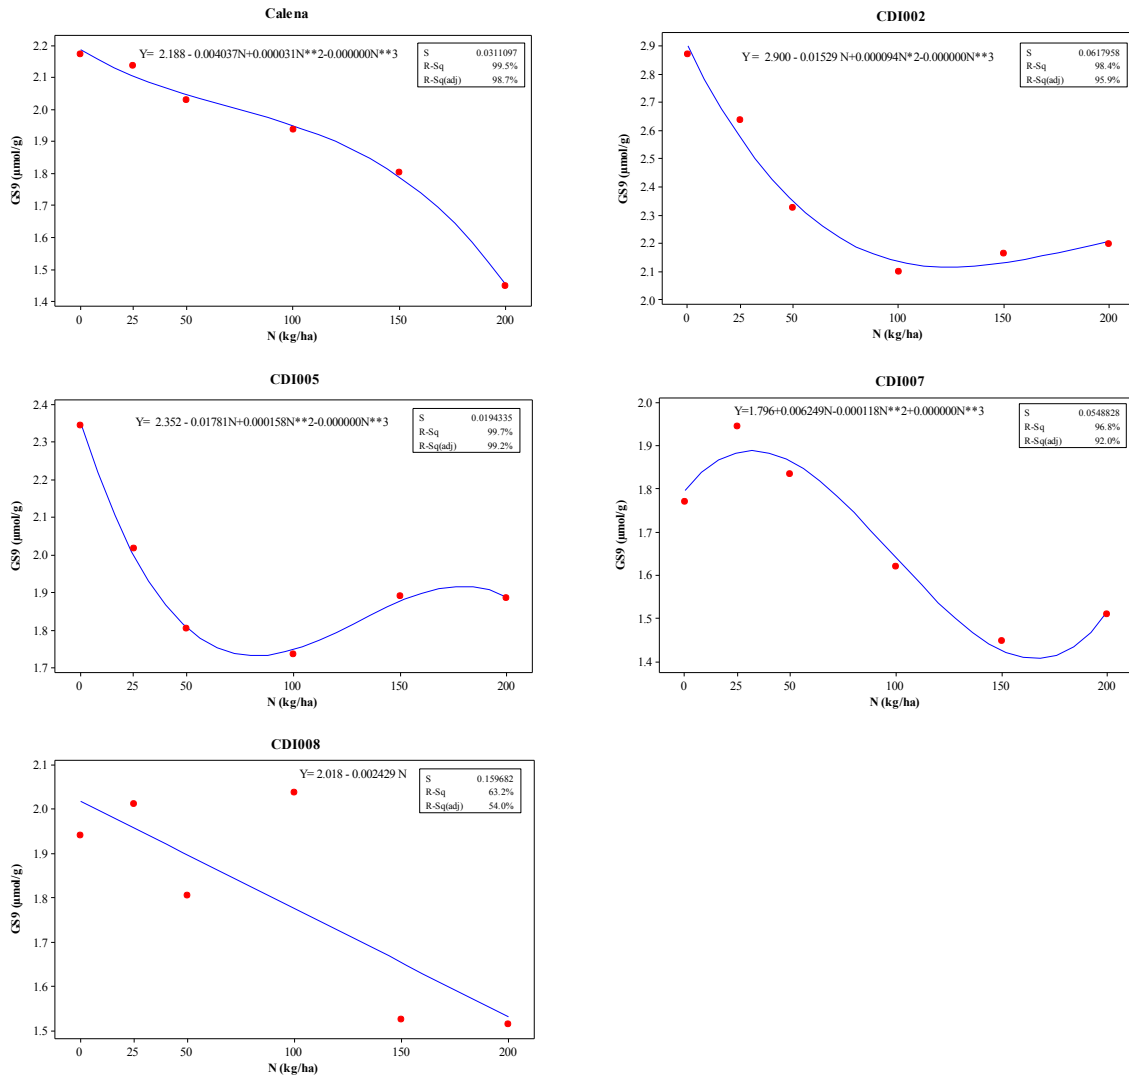 Calena
Y= 2.188 - 0.004037N+0.000031N**2-0.000000N**3
S 0.0311097
R-Sq 99.5%
R-Sq(adj) 98.7%
GS9 (µmol/g)
2.2
2.1
2.0
1.9
1.8
1.7
1.6
1.5
1.4
0 25 50 100 150 200
N (kg/ha)
CDI002
Y = 2.900 - 0.01529 N+0.000094N*2-0.000000N**3
S 0.0617958
R-Sq 98.4%
R-Sq(adj) 95.9%
GS9 (µmol/g)
2.9
2.8
2.7
2.6
2.5
2.4
2.3
2.2
2.1
2.0
0 25 50 100 150 200
N (kg/ha)
CDI005
Y= 2.352 - 0.01781N+0.000158N**2-0.000000N**3
S 0.0194335
R-Sq 99.7%
R-Sq(adj) 99.2%
GS9 (µmol/g)
2.4
2.3
2.2
2.1
2.0
1.9
1.8
1.7
0 25 50 100 150 200
N (kg/ha)
CDI007
Y=1.796+0.006249N-0.000118N**2+0.000000N**3
S 0.0548828
R-Sq 96.8%
R-Sq(adj) 92.0%
GS9 (µmol/g)
2.0
1.9
1.8
1.7
1.6
1.5
1.4
0 25 50 100 150 200
N (kg/ha)
CDI008
Y= 2.018 - 0.002429 N
S 0.159682
R-Sq 63.2%
R-Sq(adj) 54.0%
GS9 (µmol/g)
2.1
2.0
1.9
1.8
1.7
1.6
1.5
0 25 50 100 150 200
N (kg/ha)